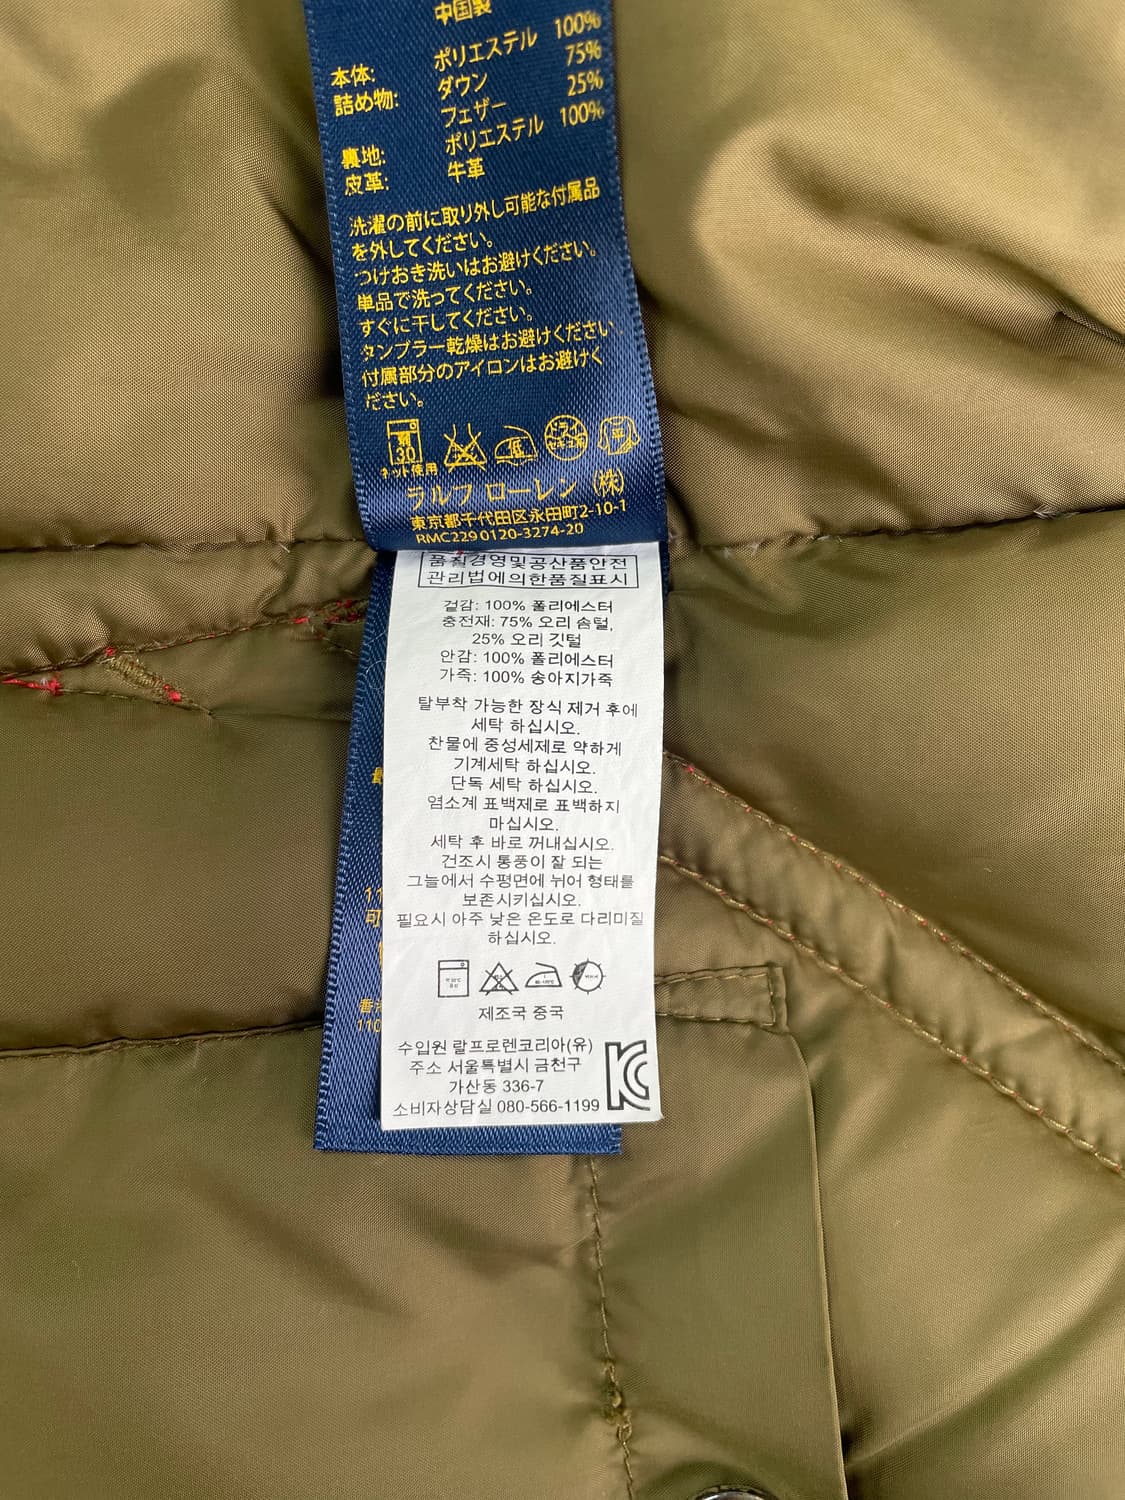 中国製
本体: ポリエステル 100%
詰め物: ダウン 75%
フェザー 25%
裏地: ポリエステル 100%
皮革: 牛革
洗濯の前に取り外し可能な付属品
を外してください。
つけおき洗いはお避けください。
単品で洗ってください。
すぐに干してください。
タンブラー乾燥はお避けください.
付属部分のアイロンはお避けく
ださい。
弱
30
ネット使用
低
ドライ
セキユ系
平
ラルフ ローレン (株)
東京都千代田区永田町2-10-1
RMC229 0120-3274-20
품질경영및공산품안전
관리법에의한품질표시
겉감: 100% 폴리에스터
충전재: 75% 오리 솜털,
25% 오리 깃털
안감: 100% 폴리에스터
가죽: 100% 송아지가죽
탈부착 가능한 장식 제거 후에
세탁 하십시오.
찬물에 중성세제로 약하게
기계세탁 하십시오.
단독 세탁 하십시오.
염소계 표백제로 표백하지
마십시오.
세탁 후 바로 꺼내십시오.
건조시 통풍이 잘 되는
그늘에서 수평면에 뉘어 형태를
보존시키십시오.
필요시 아주 낮은 온도로 다리미질
하십시오.
제조국 중국
수입원 랄프로렌코리아(유)
주소 서울특별시 금천구
가산동 336-7
소비자상담실 080-566-1199
KC
11
可
香
110